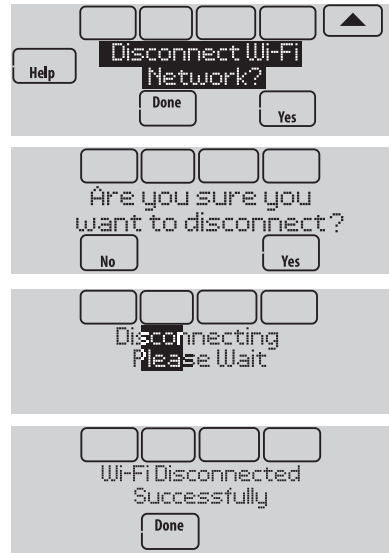 Disconnect Wi-Fi
Network?
Help
Done
Yes
Are you sure you
want to disconnect?
No
Yes
Disconnecting
Please Wait
Wi-Fi Disconnected
Successfully
Done